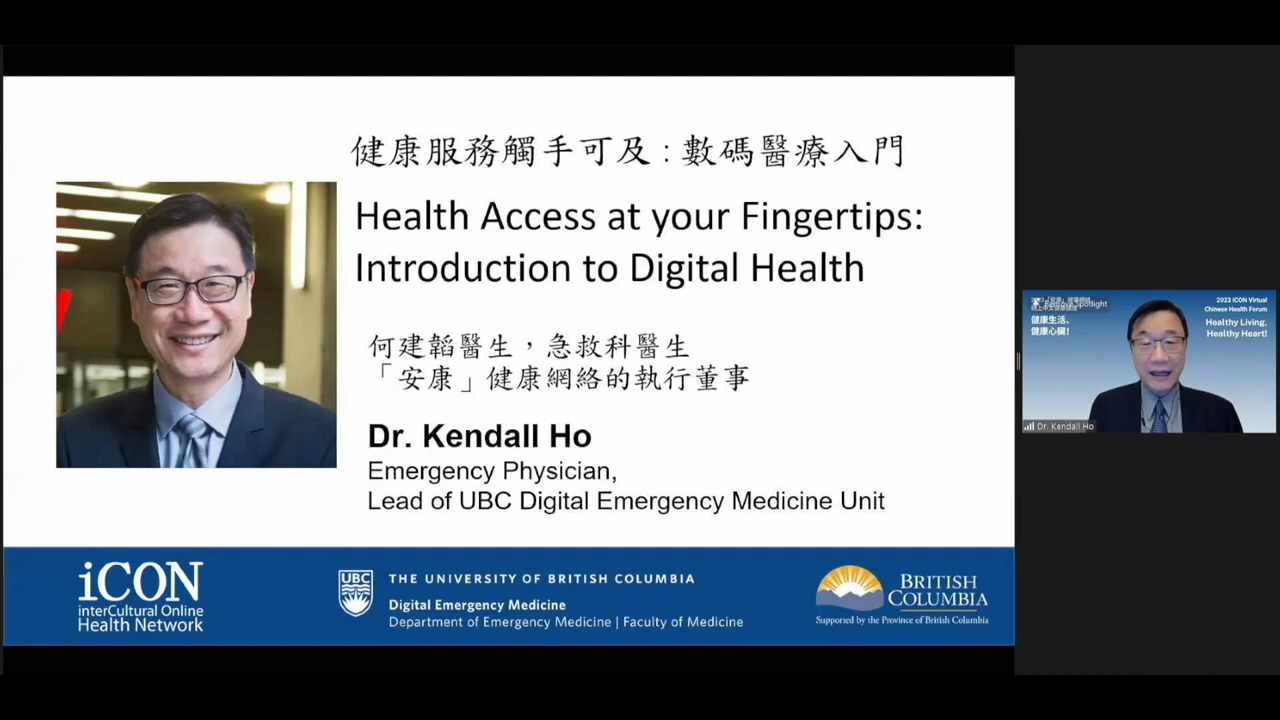 健康服務觸手可及：數碼醫療入門
Health Access at your Fingertips:
Introduction to Digital Health
何建韜醫生，急救科醫生
「安康」健康網絡的執行董事
Dr. Kendall Ho
Emergency Physician,
Lead of UBC Digital Emergency Medicine Unit
iCON
interCultural Online
Health Network
UBC
THE UNIVERSITY OF BRITISH COLUMBIA
Digital Emergency Medicine
Department of Emergency Medicine | Faculty of Medicine
BRITISH
COLUMBIA
Supported by the Province of British Columbia
Remove Spotlight
健康生活、
健康心臟!
2023 iCON Virtual
Chinese Health Forum
Healthy Living,
Healthy Heart!
Dr. Kendall Ho